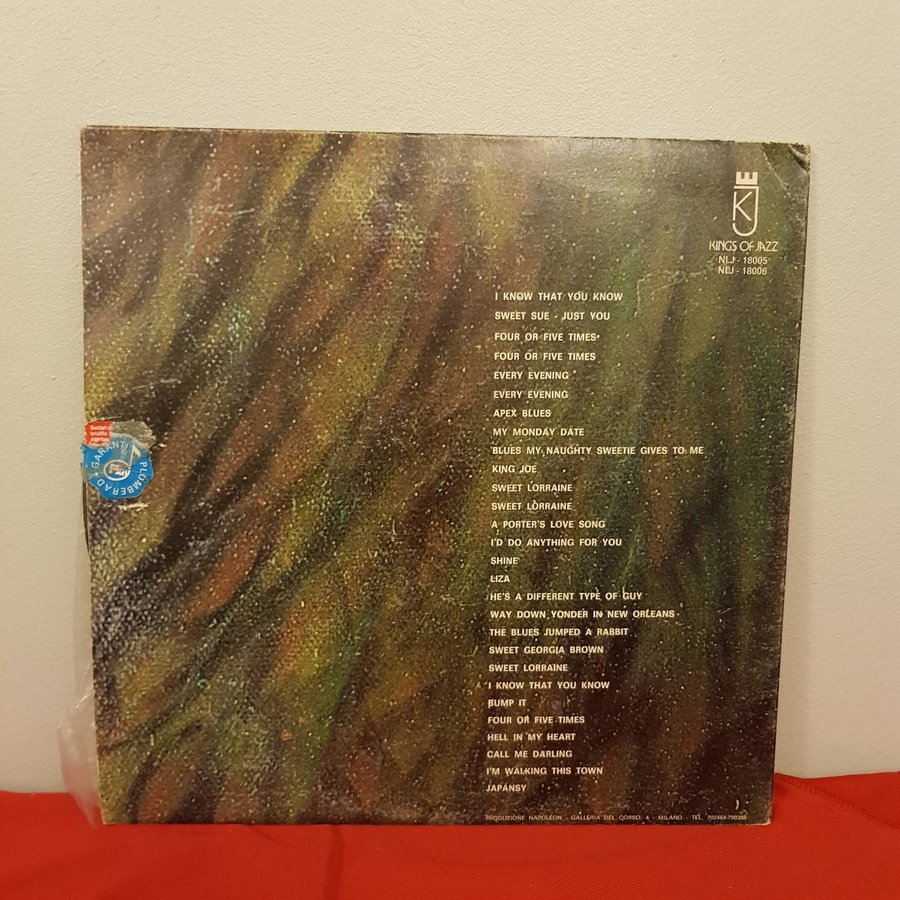 KJ
KINGS OF JAZZ
NLJ - 18005
NLJ - 18006
I KNOW THAT YOU KNOW
SWEET SUE - JUST YOU
FOUR OR FIVE TIMES
FOUR OR FIVE TIMES
EVERY EVENING
EVERY EVENING
APEX BLUES
MY MONDAY DATE
BLUES MY NAUGHTY SWEETIE GIVES TO ME
KING JOE
SWEET LORRAINE
SWEET LORRAINE
A PORTER'S LOVE SONG
I'D DO ANYTHING FOR YOU
SHINE
LIZA
HE'S A DIFFERENT TYPE OF GUY
WAY DOWN YONDER IN NEW ORLEANS
THE BLUES JUMPED A RABBIT
SWEET GEORGIA BROWN
SWEET LORRAINE
I KNOW THAT YOU KNOW
BUMP IT
FOUR OR FIVE TIMES
HELL IN MY HEART
CALL ME DARLING
I'M WALKING THIS TOWN
JAPANSY
PRODUZIONE NAPOLEON - GALLERIA DEL CORSO, 4 - MILANO - TEL. 702464-790388
GARANTI
PLOMBERAD